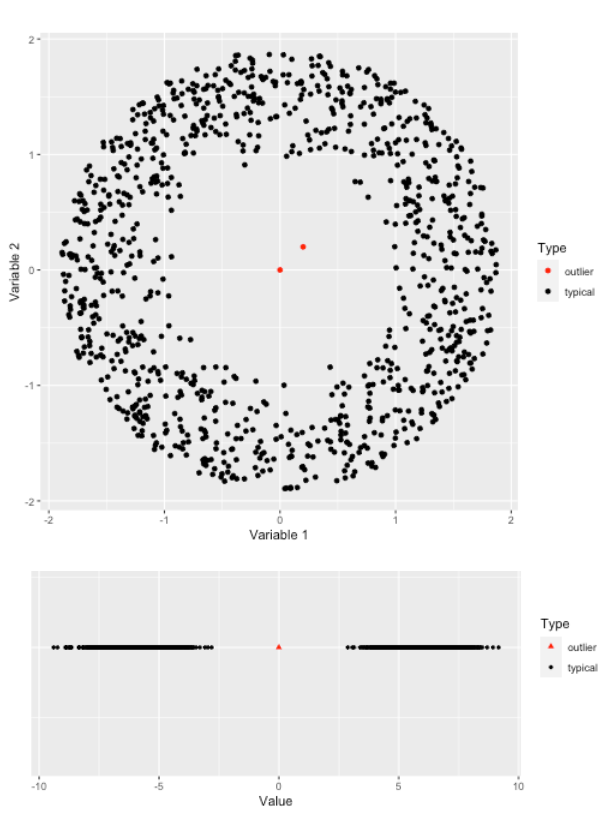 2
1
0
-1
-2
Variable 2
-2
-1
0
1
2
Variable 1
Type
outlier
typical
-10
-5
0
5
10
Value
Type
outlier
typical